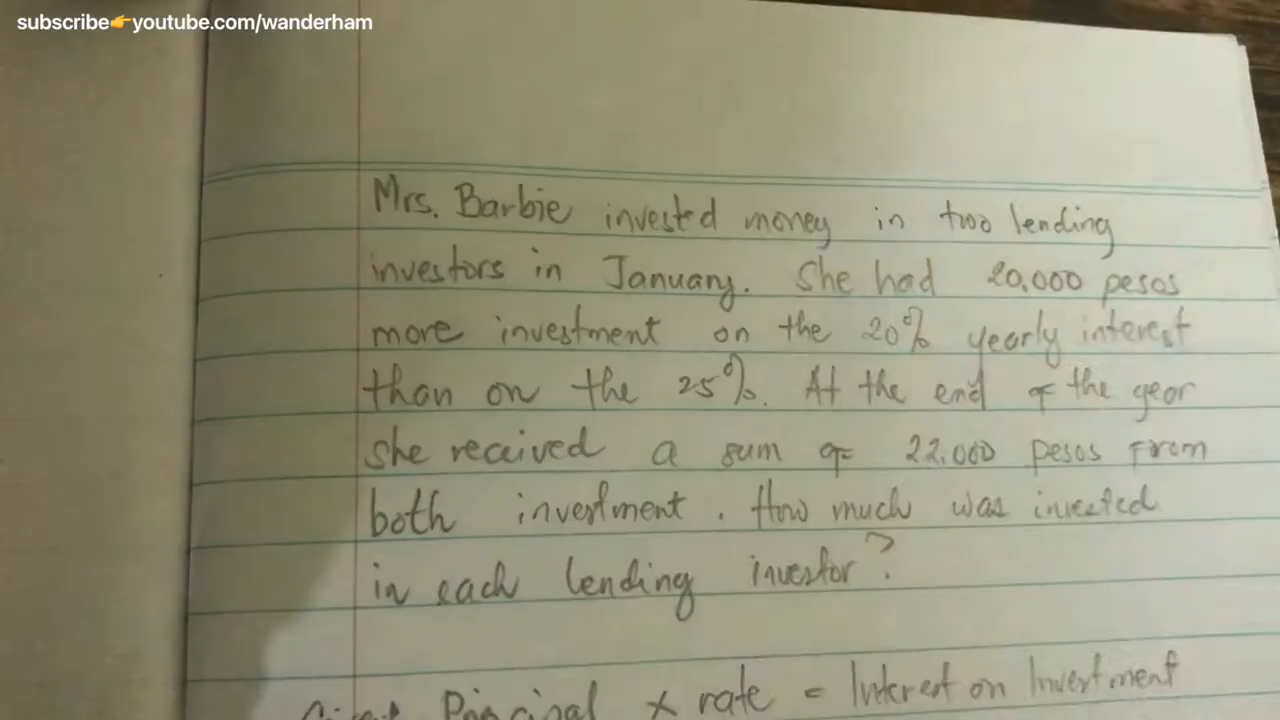 subscribe👉youtube.com/wanderham
Mrs. Barbie invested money in two lending
investors in January. She had 20,000 pesos
more investment on the 20% yearly interest
than on the 25%. At the end of the year
she received a sum of 22.000 pesos from
both investment. How much was invested
in each lending investor?
Principal x rate = Interest on Investment